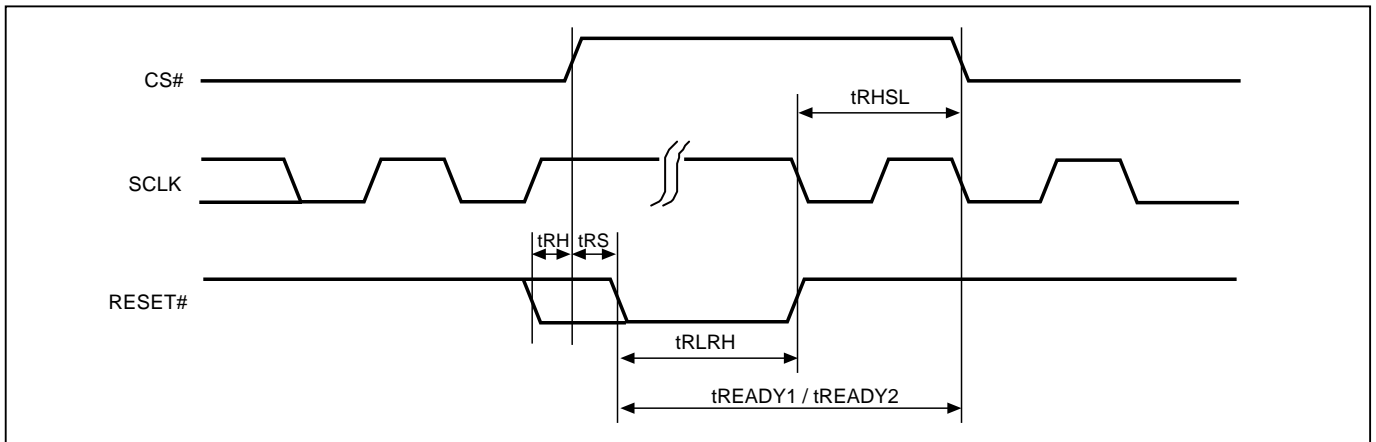 CS#
tRHSL
SCLK
tRH tRS
RESET#
tRLRH
tREADY1 / tREADY2